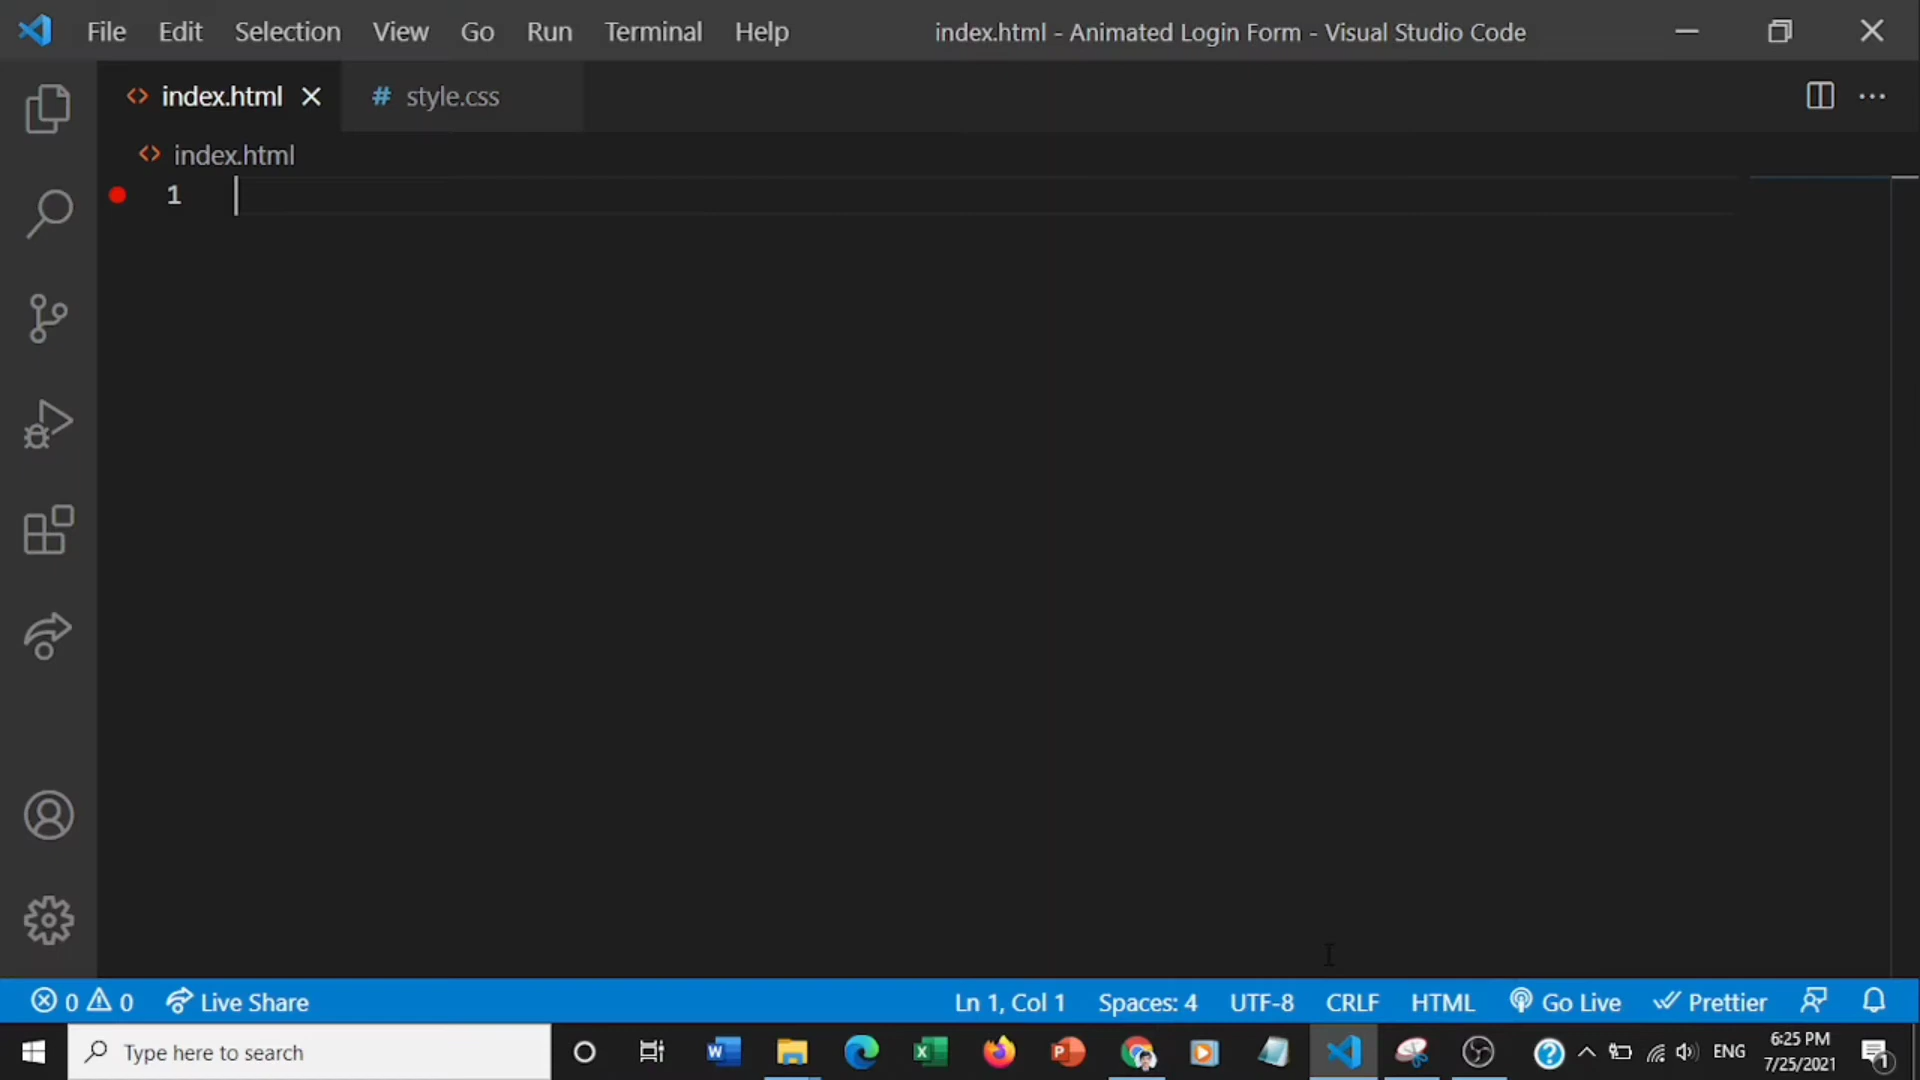 File Edit Selection View Go Run Terminal Help index.html - Animated Login Form - Visual Studio Code
index.html # style.css
index.html
1
0 0 Live Share Ln 1, Col 1 Spaces: 4 UTF-8 CRLF HTML Go Live Prettier
Type here to search ENG 6:25 PM
7/25/2021 1